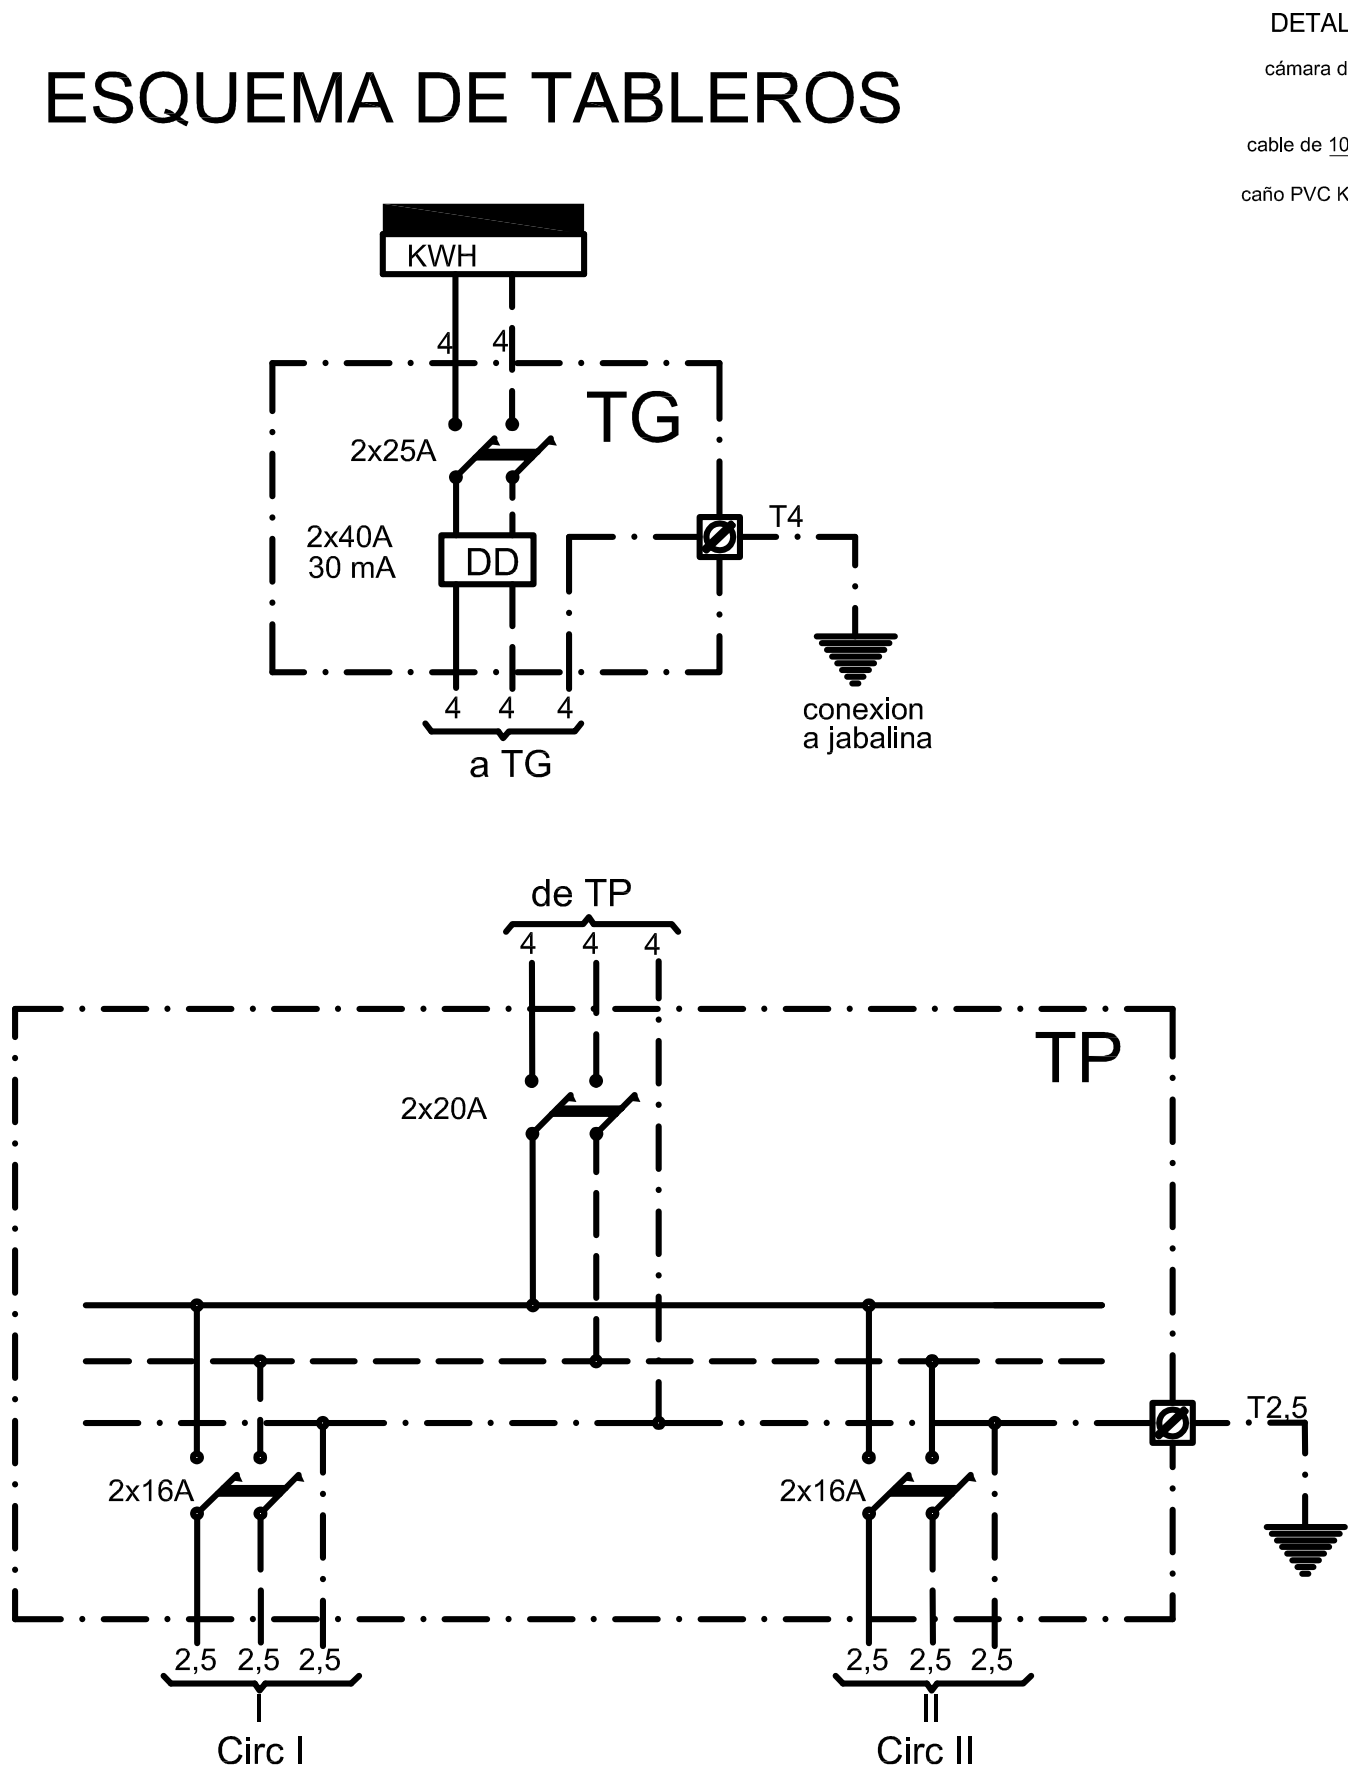 DETAL
cámara d
cable de 10
caño PVC K
ESQUEMA DE TABLEROS
KWH
4 4
TG
2x25A
2x40A
30 mA
DD
T4
4 4 4
a TG
conexion
a jabalina
de TP
4 4 4
TP
2x20A
T2,5
2x16A
2x16A
2,5 2,5 2,5
2,5 2,5 2,5
I
II
Circ I
Circ II